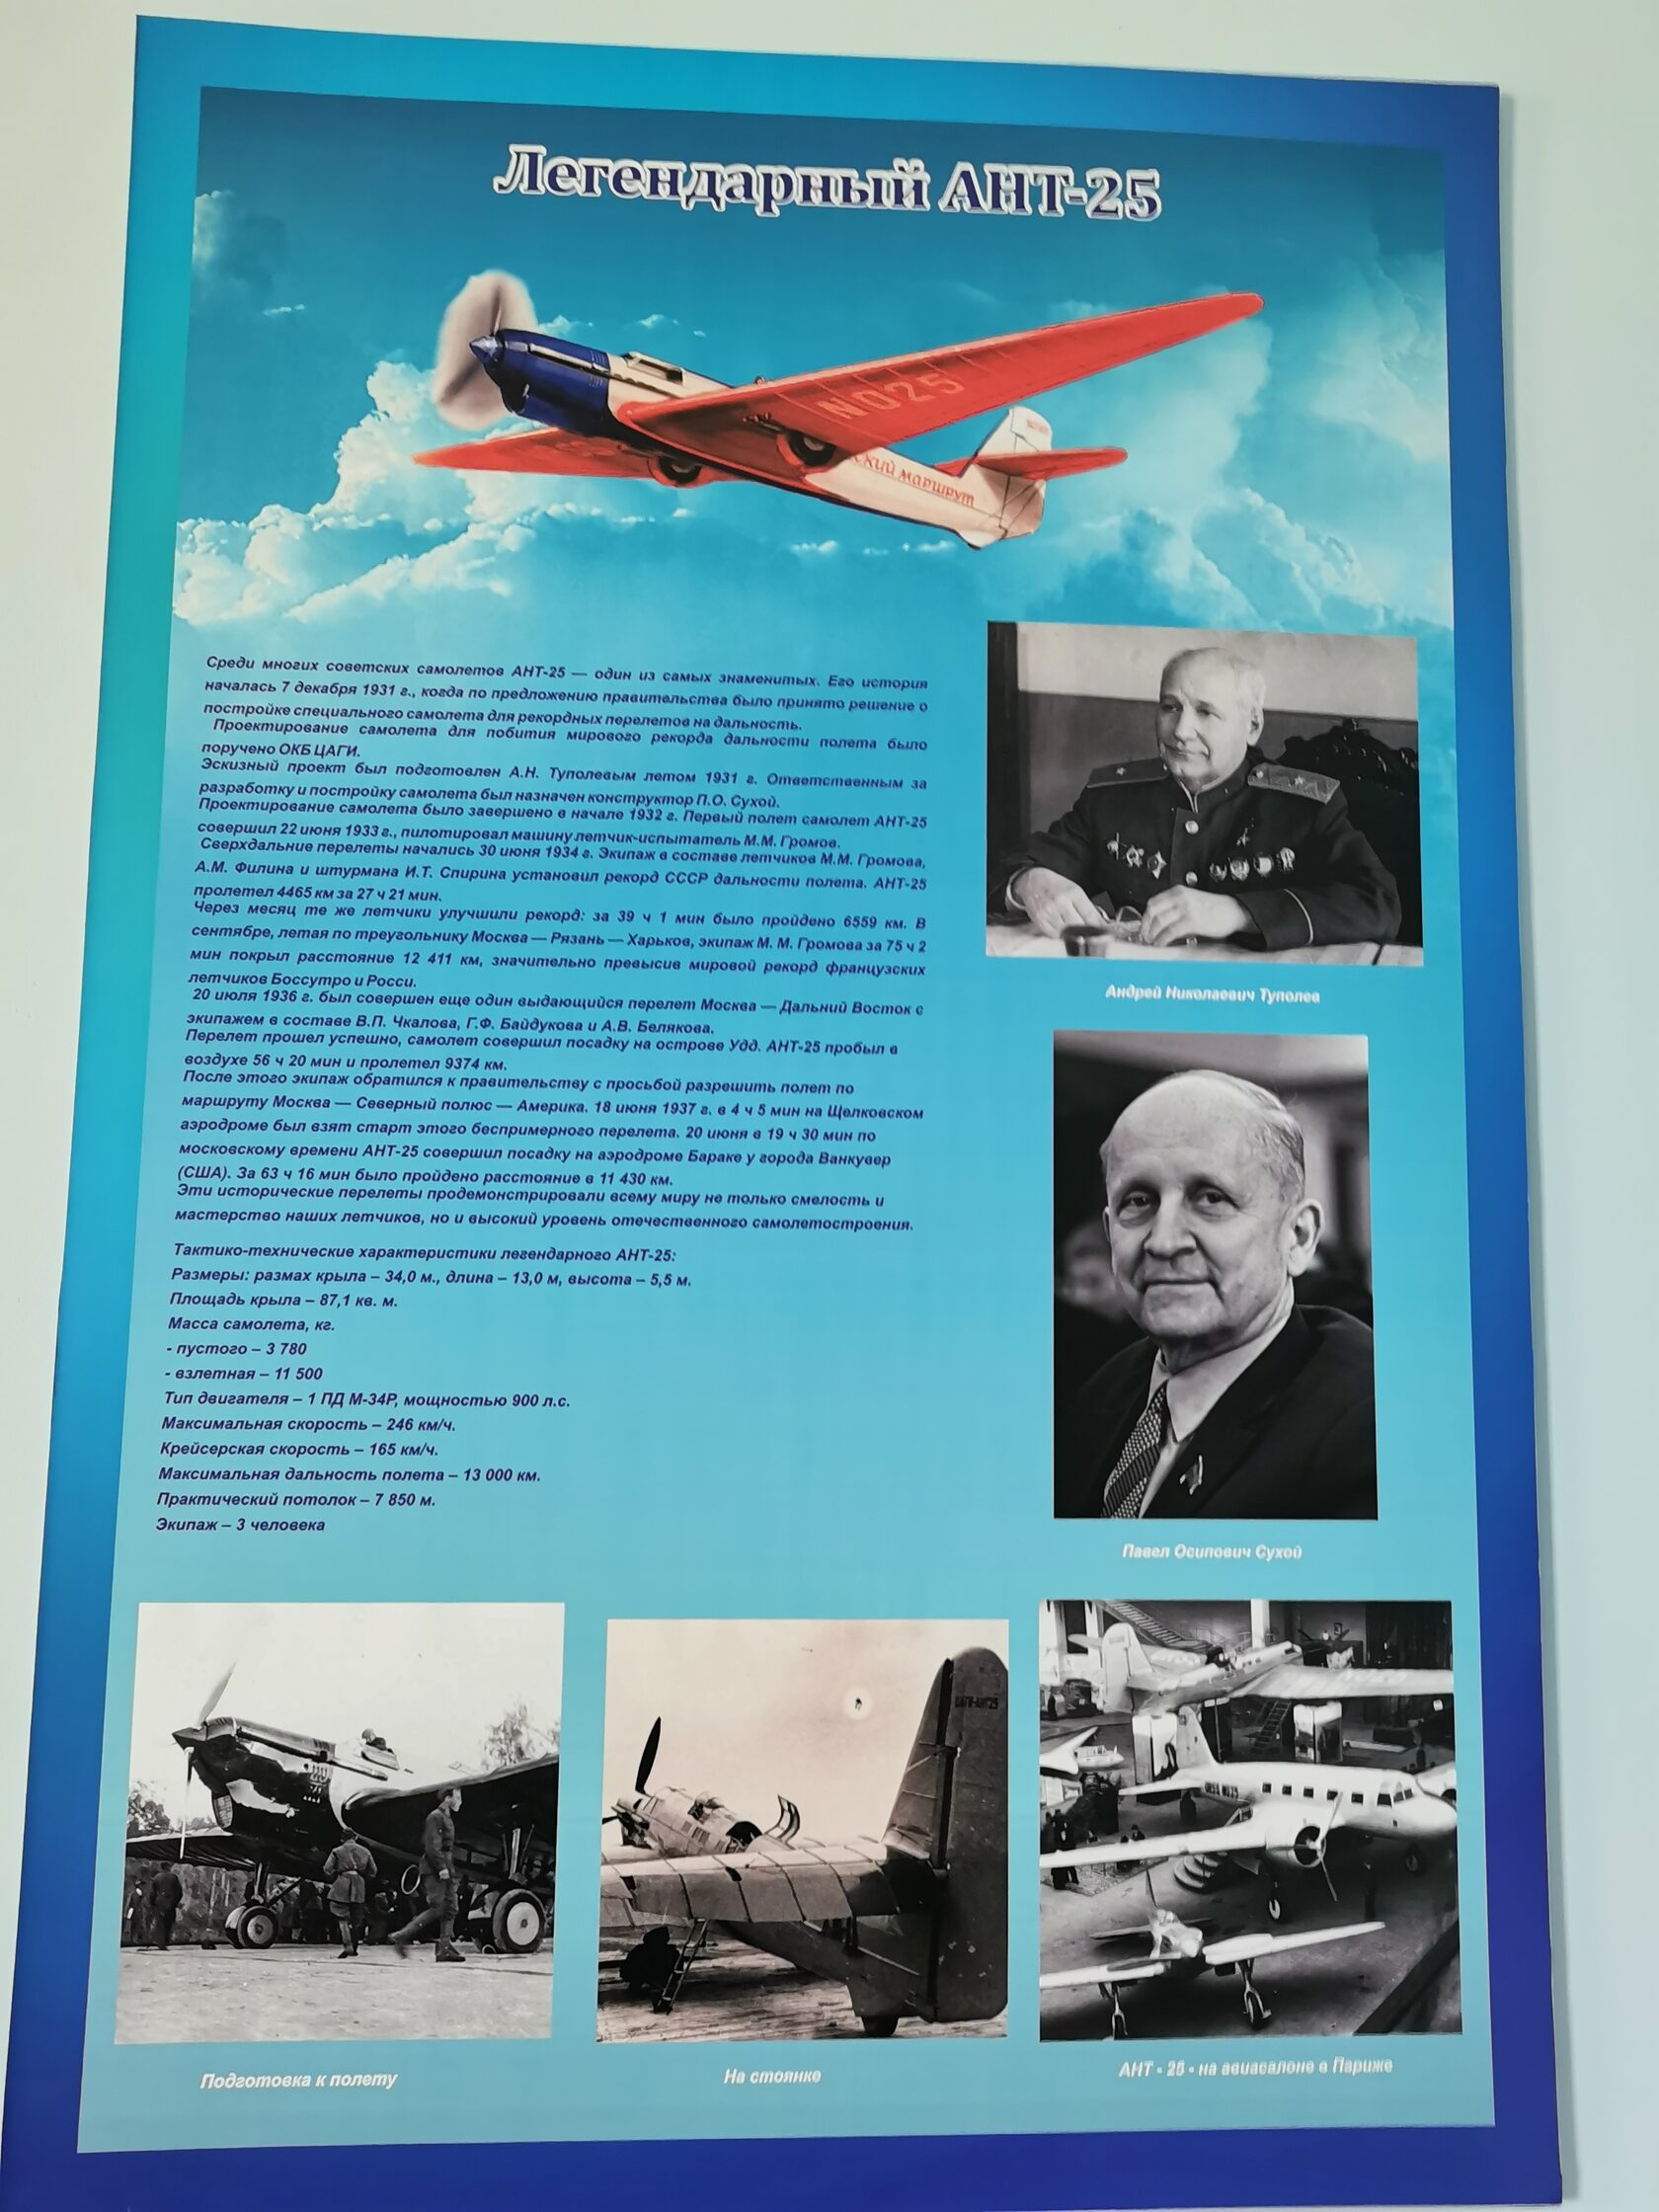 Легендарный АНТ-25
NO25
СКИЙ МАРШРУТ
Среди многих советских самолетов АНТ-25 — один из самых знаменитых. Его история
началась 7 декабря 1931 г., когда по предложению правительства было принято решение о
постройке специального самолета для рекордных перелетов на дальность.
Проектирование самолета для побития мирового рекорда дальности полета было
поручено ОКБ ЦАГИ.
Эскизный проект был подготовлен А.Н. Туполевым летом 1931 г. Ответственным за
разработку и постройку самолета был назначен конструктор П.О. Сухой.
Проектирование самолета было завершено в начале 1932 г. Первый полет самолет АНТ-25
совершил 22 июня 1933 г., пилотировал машину летчик-испытатель М.М. Громов.
Сверхдальние перелеты начались 30 июня 1934 г. Экипаж в составе летчиков М.М. Громова,
А.М. Филина и штурмана И.Т. Спирина установил рекорд СССР дальности полета. АНТ-25
пролетел 4465 км за 27 ч 21 мин.
Через месяц те же летчики улучшили рекорд: за 39 ч 1 мин было пройдено 6559 км. В
сентябре, летая по треугольнику Москва — Рязань — Харьков, экипаж М. М. Громова за 75 ч 2
мин покрыл расстояние 12 411 км, значительно превысив мировой рекорд французских
летчиков Боссутро и Росси.
20 июля 1936 г. был совершен еще один выдающийся перелет Москва — Дальний Восток с
экипажем в составе В.П. Чкалова, Г.Ф. Байдукова и А.В. Белякова.
Перелет прошел успешно, самолет совершил посадку на острове Удд. АНТ-25 пробыл в
воздухе 56 ч 20 мин и пролетел 9374 км.
После этого экипаж обратился к правительству с просьбой разрешить полет по
маршруту Москва — Северный полюс — Америка. 18 июня 1937 г. в 4 ч 5 мин на Щелковском
аэродроме был взят старт этого беспримерного перелета. 20 июня в 19 ч 30 мин по
московскому времени АНТ-25 совершил посадку на аэродроме Бараке у города Ванкувер
(США). За 63 ч 16 мин было пройдено расстояние в 11 430 км.
Эти исторические перелеты продемонстрировали всему миру не только смелость и
мастерство наших летчиков, но и высокий уровень отечественного самолетостроения.
Тактико-технические характеристики легендарного АНТ-25:
Размеры: размах крыла – 34,0 м., длина – 13,0 м, высота – 5,5 м.
Площадь крыла – 87,1 кв. м.
Масса самолета, кг.
- пустого – 3 780
- взлетная – 11 500
Тип двигателя – 1 ПД М-34Р, мощностью 900 л.с.
Максимальная скорость – 246 км/ч.
Крейсерская скорость – 165 км/ч.
Максимальная дальность полета – 13 000 км.
Практический потолок – 7 850 м.
Экипаж – 3 человека
Андрей Николаевич Туполев
Павел Осипович Сухой
Подготовка к полету
На стоянке
АНТ - 25 - на авиасалоне в Париже